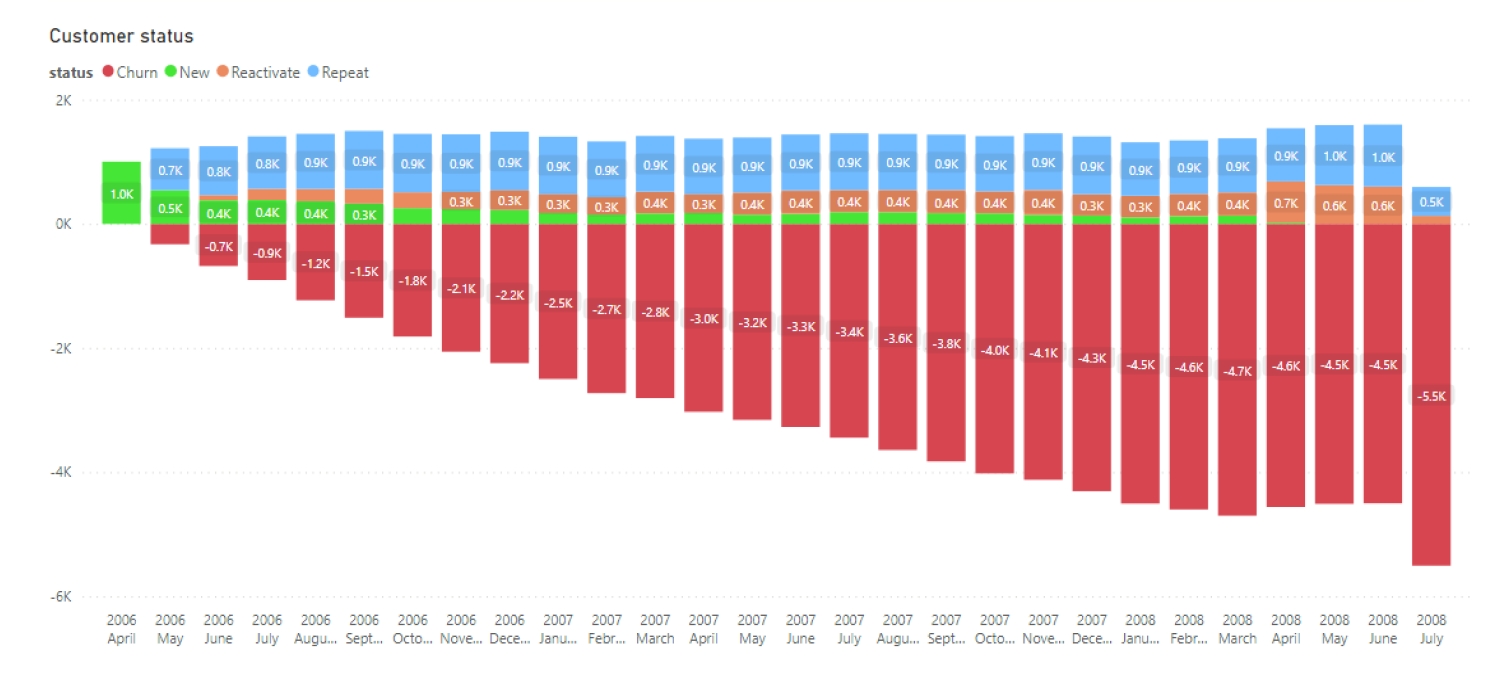 Customer status
status Churn New Reactivate Repeat
2K
0.7K 0.8K 0.8K 0.9K 0.9K 0.9K 0.9K 0.9K 0.9K 0.9K 0.9K 0.9K 0.9K 0.9K 0.9K 0.9K 0.9K 0.9K 0.9K 0.9K 0.9K 0.9K 0.9K 0.9K 1.0K 1.0K 0.5K
0.3K 0.3K 0.3K 0.3K 0.4K 0.3K 0.4K 0.4K 0.4K 0.4K 0.4K 0.4K 0.4K 0.3K 0.3K 0.4K 0.4K 0.7K 0.6K 0.6K
1.0K 0.5K 0.4K 0.4K 0.4K 0.3K
0K
-0.7K -0.9K -1.2K -1.5K -1.8K -2.1K -2.2K -2.5K -2.7K -2.8K -3.0K -3.2K -3.3K -3.4K -3.6K -3.8K -4.0K -4.1K -4.3K -4.5K -4.6K -4.7K -4.6K -4.5K -4.5K -5.5K
-2K
-4K
-6K
2006 2006 2006 2006 2006 2006 2006 2006 2006 2007 2007 2007 2007 2007 2007 2007 2007 2007 2007 2007 2007 2008 2008 2008 2008 2008 2008 2008
April May June July Augu... Sept... Octo... Nove... Dece... Janu... Febr... March April May June July Augu... Sept... Octo... Nove... Dece... Janu... Febr... March April May June July